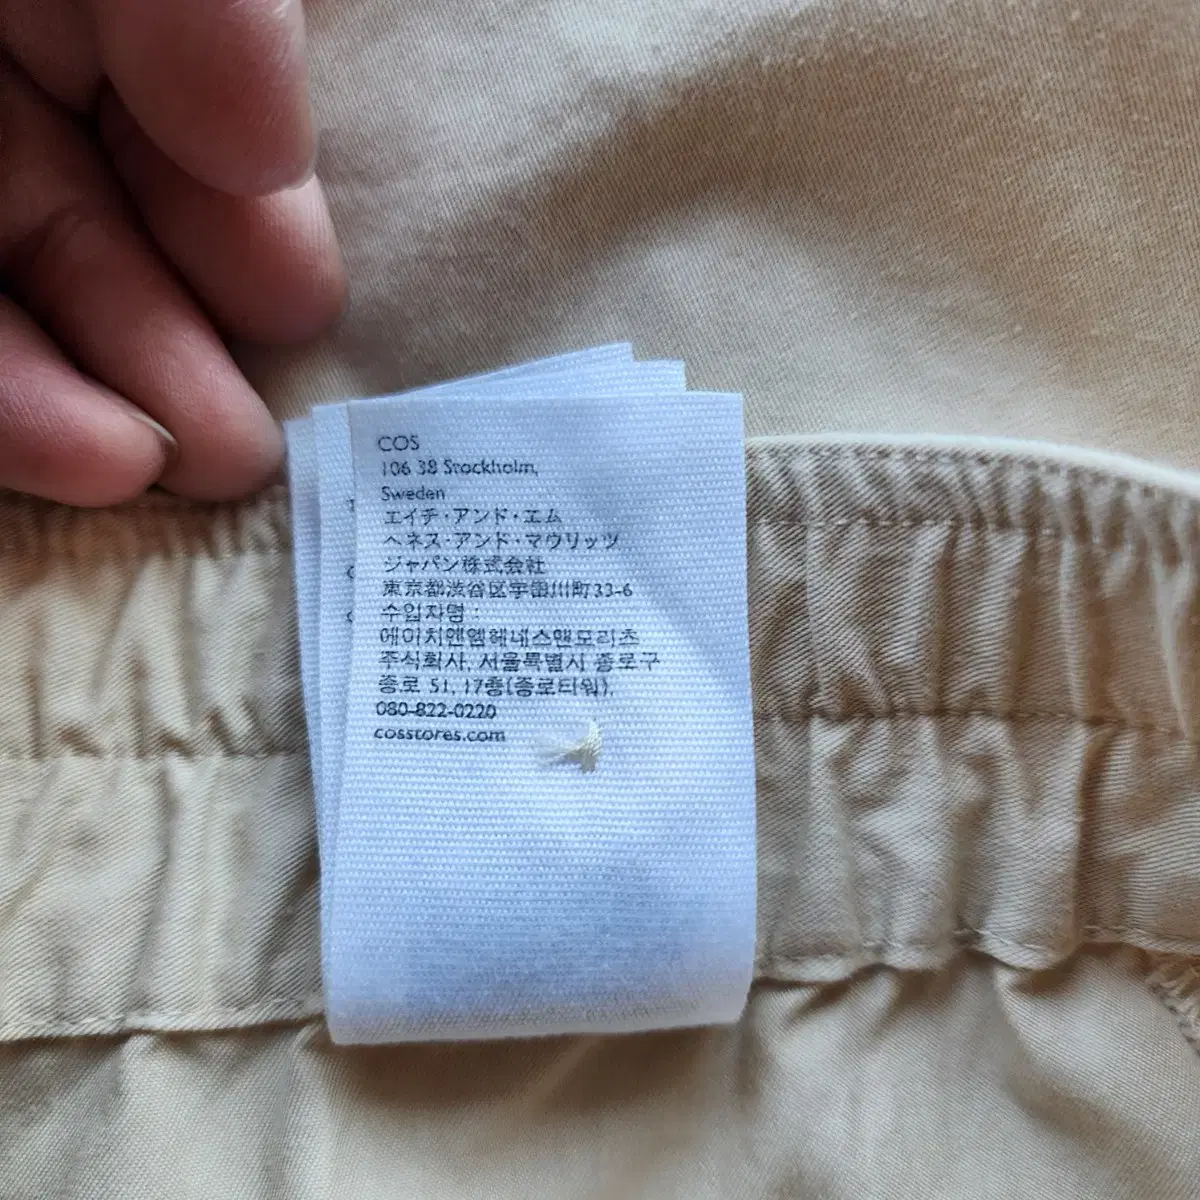 COS
106 38 Stockholm,
Sweden
エイチ・アンド・エム
ヘネス・アンド・マウリッツ
ジャパン株式会社
東京都渋谷区宇田川町33-6
수입자명 :
에이치앤엠헤네스앤모리츠
주식회사, 서울특별시 종로구
종로 51, 17층(종로타워),
080-822-0220
cosstores.com